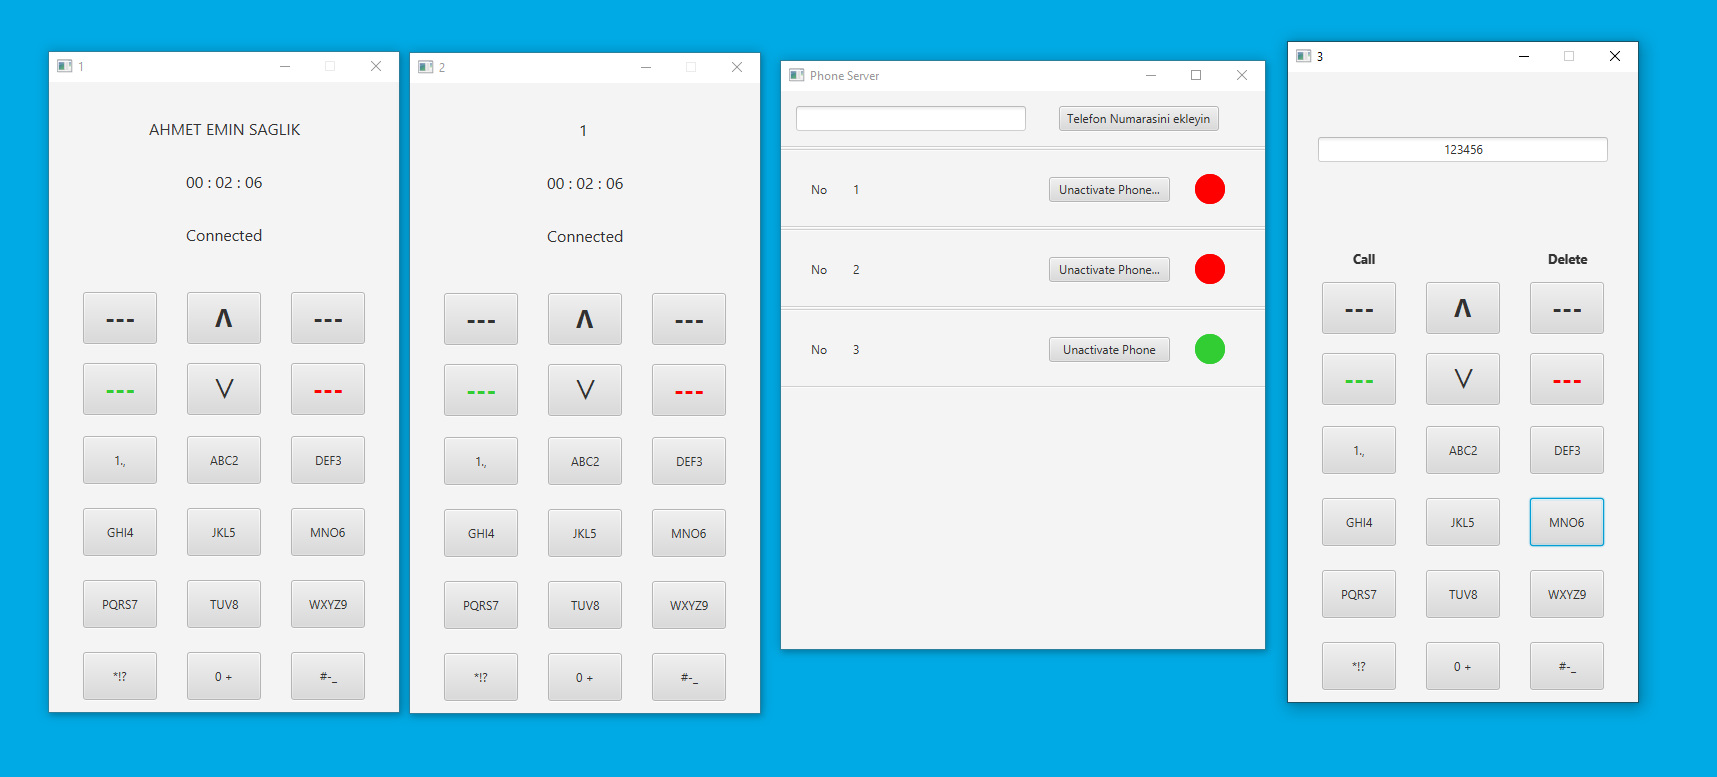 1
AHMET EMIN SAGLIK
00 : 02 : 06
Connected
--- Λ ---
--- V ---
1., ABC2 DEF3
GHI4 JKL5 MNO6
PQRS7 TUV8 WXYZ9
*!? 0 + #-_
2
1
00 : 02 : 06
Connected
--- Λ ---
--- V ---
1., ABC2 DEF3
GHI4 JKL5 MNO6
PQRS7 TUV8 WXYZ9
*!? 0 + #-_
Phone Server
Telefon Numarasini ekleyin
No 1 Unactivate Phone...
No 2 Unactivate Phone...
No 3 Unactivate Phone
3
123456
Call Delete
--- Λ ---
--- V ---
1., ABC2 DEF3
GHI4 JKL5 MNO6
PQRS7 TUV8 WXYZ9
*!? 0 + #-_